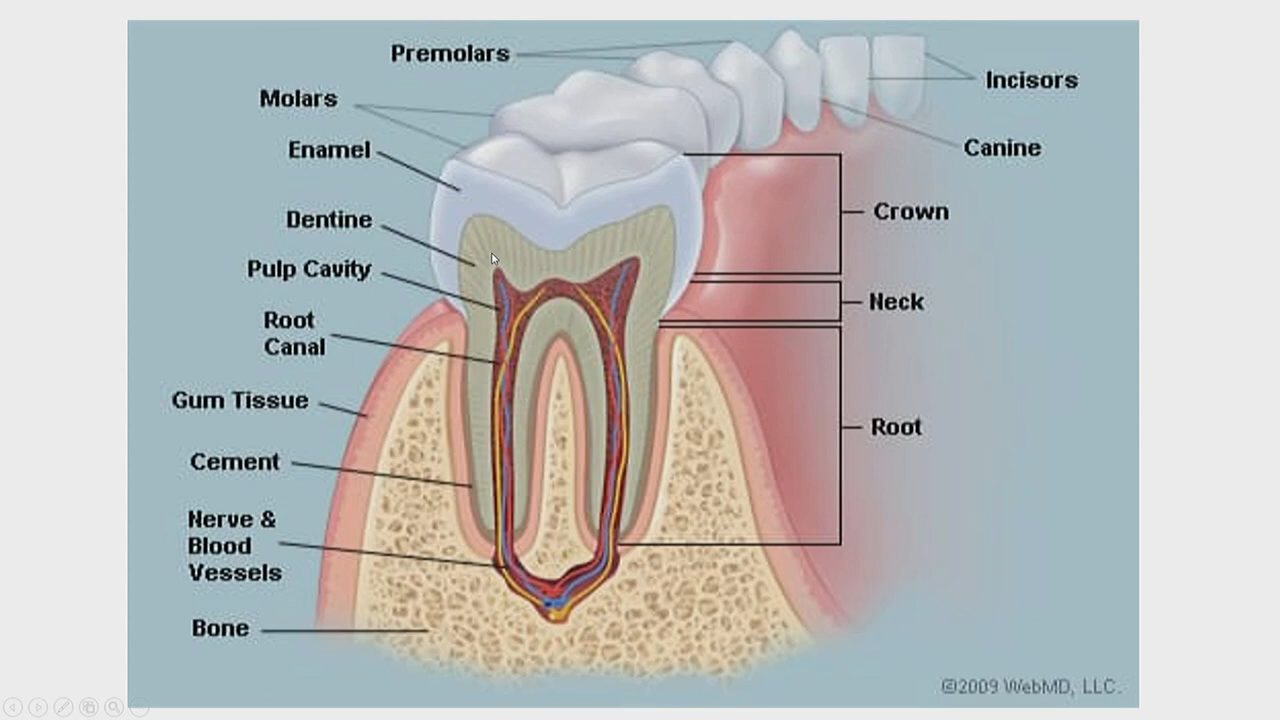 Premolars
Molars
Enamel
Dentine
Pulp Cavity
Root
Canal
Gum Tissue
Cement
Nerve &
Blood
Vessels
Bone
Incisors
Canine
Crown
Neck
Root
©2009 WebMD, LLC.